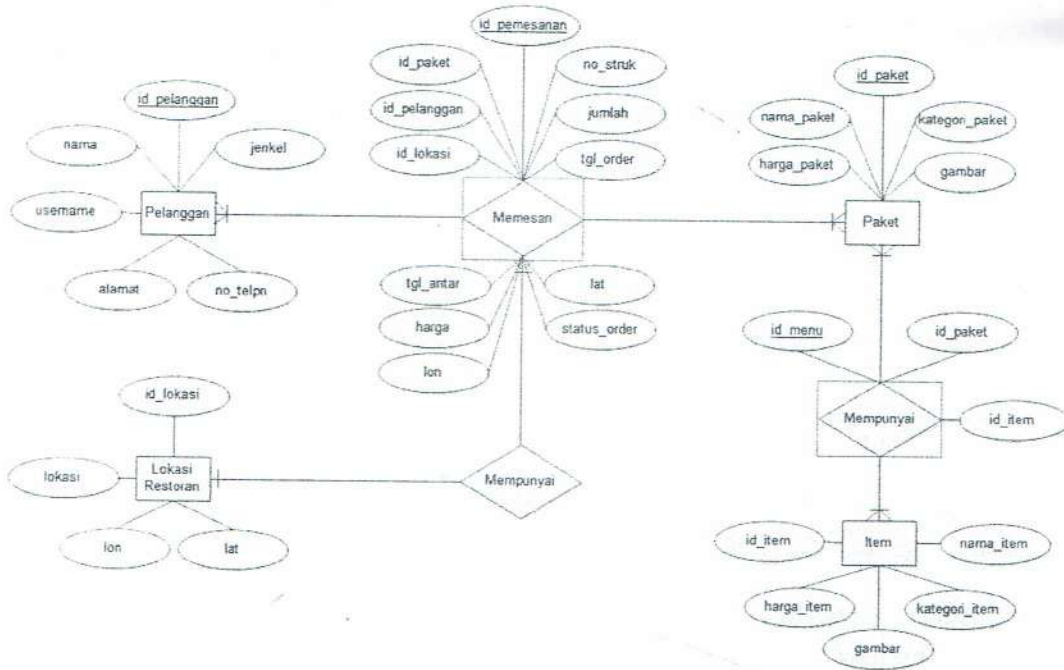 id_pemesanan
id_paket
no_struk
id_paket
id_pelanggan
id_pelanggan
jumlah
nama_paket
kategori_paket
nama
jenkel
id_lokasi
tgl_order
harga_paket
gambar
username
Pelanggan
Memesan
Paket
alamat
no_telpn
tgl_antar
lat
harga
status_order
id_menu
id_paket
lon
id_lokasi
Mempunyai
id_item
lokasi
Lokasi
Restoran
Mempunyai
lon
lat
id_item
Item
nama_item
harga_item
kategori_item
gambar